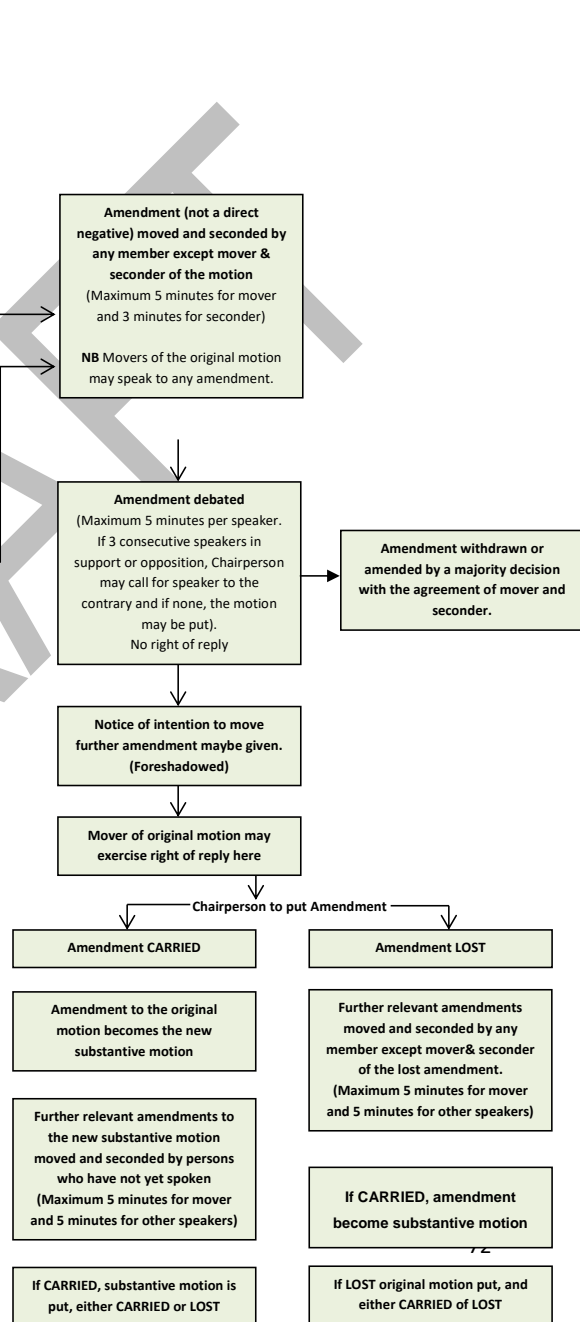 Amendment (not a direct
negative) moved and seconded by
any member except mover &
seconder of the motion
(Maximum 5 minutes for mover
and 3 minutes for seconder)
NB Movers of the original motion
may speak to any amendment.
Amendment debated
(Maximum 5 minutes per speaker.
If 3 consecutive speakers in
support or opposition, Chairperson
may call for speaker to the
contrary and if none, the motion
may be put).
No right of reply
Amendment withdrawn or
amended by a majority decision
with the agreement of mover and
seconder.
Notice of intention to move
further amendment maybe given.
(Foreshadowed)
Mover of original motion may
exercise right of reply here
Chairperson to put Amendment
Amendment CARRIED
Amendment to the original
motion becomes the new
substantive motion
Further relevant amendments to
the new substantive motion
moved and seconded by persons
who have not yet spoken
(Maximum 5 minutes for mover
and 5 minutes for other speakers)
If CARRIED, substantive motion is
put, either CARRIED or LOST
Amendment LOST
Further relevant amendments
moved and seconded by any
member except mover& seconder
of the lost amendment.
(Maximum 5 minutes for mover
and 5 minutes for other speakers)
If CARRIED, amendment
become substantive motion
If LOST original motion put, and
either CARRIED of LOST